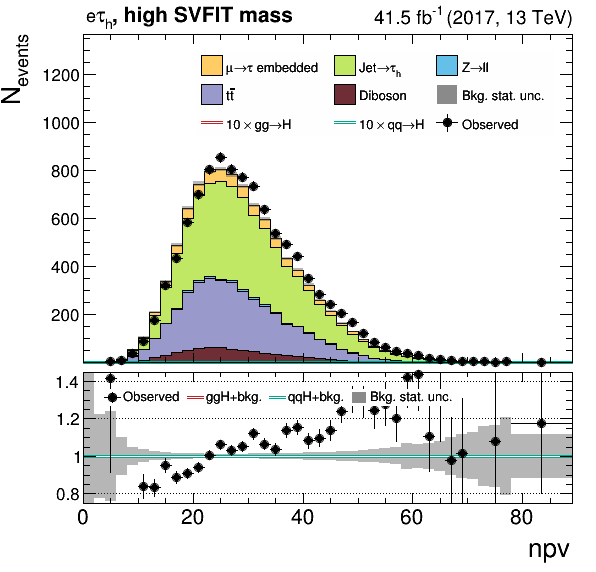 eτh, high SVFIT mass 41.5 fb⁻¹ (2017, 13 TeV)
Nevents
1200
1000
800
600
400
200
μ→τ embedded Jet→τh Z→ll
tt̄ Diboson Bkg. stat. unc.
10 × gg→H 10 × qq→H Observed
1.4
1.2
1
0.8
Observed ggH+bkg. qqH+bkg. Bkg. stat. unc.
0 20 40 60 80
npv